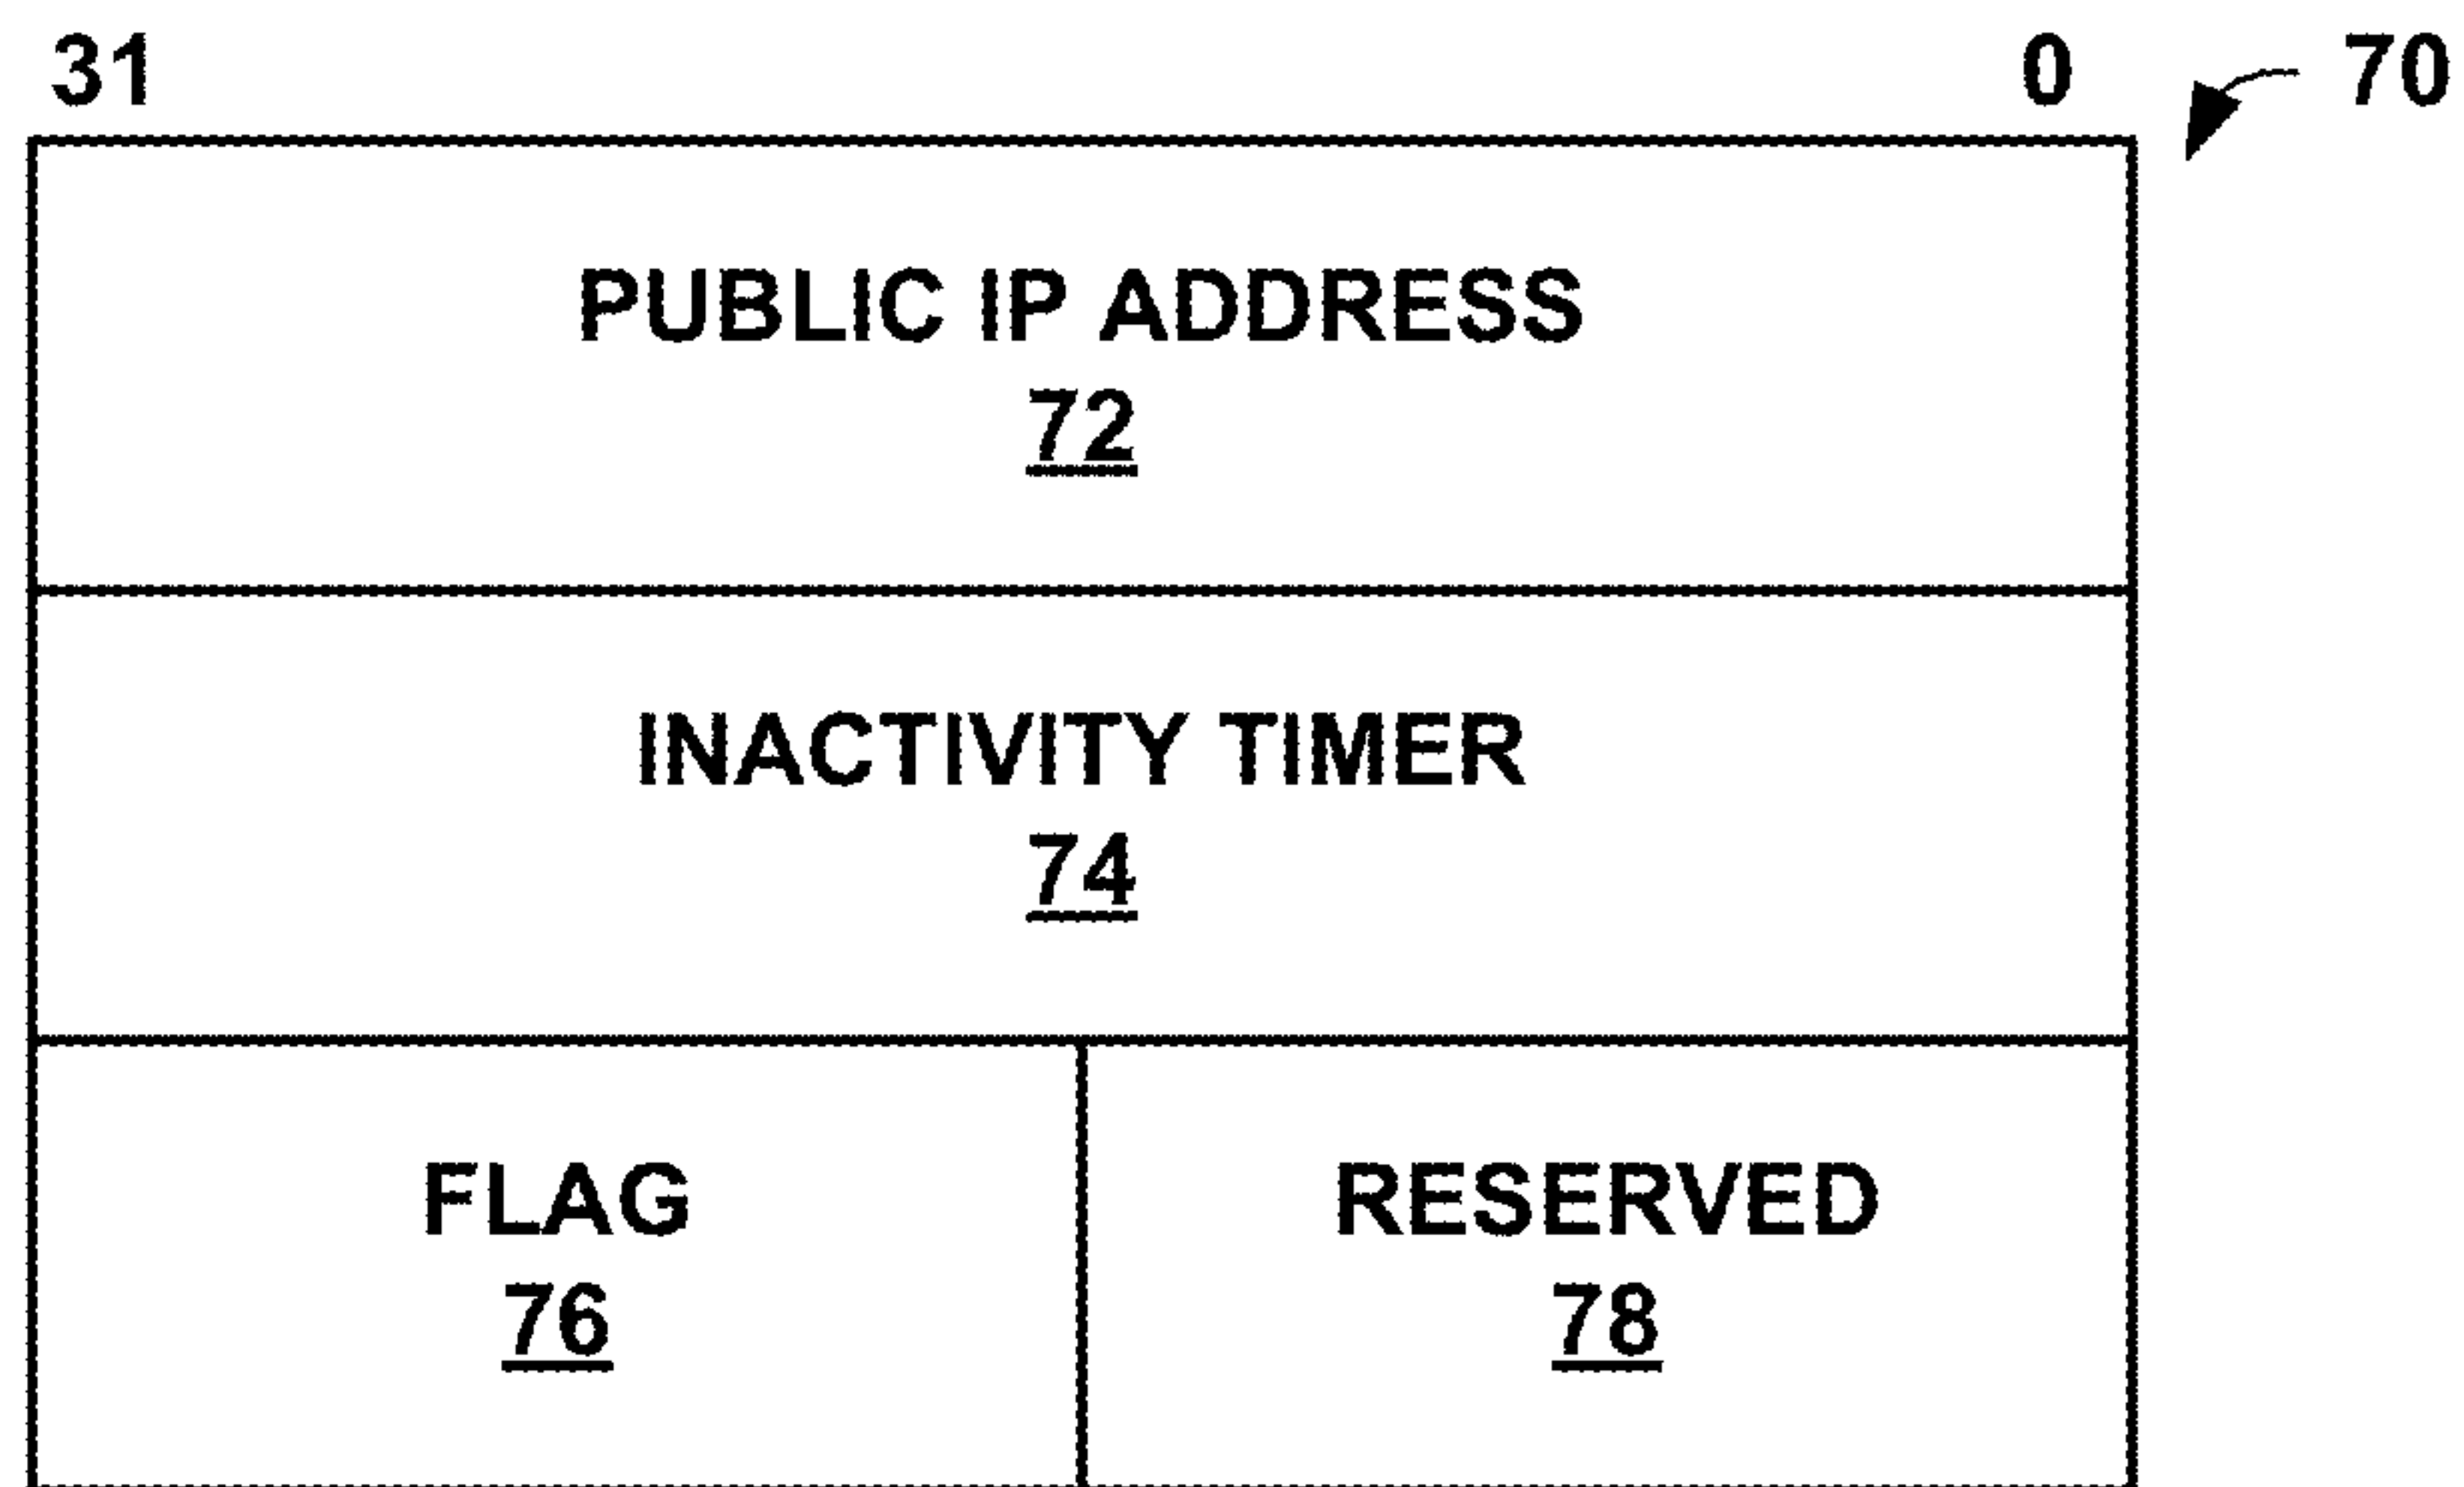 31 0 70
PUBLIC IP ADDRESS
72
INACTIVITY TIMER
74
FLAG RESERVED
76 78